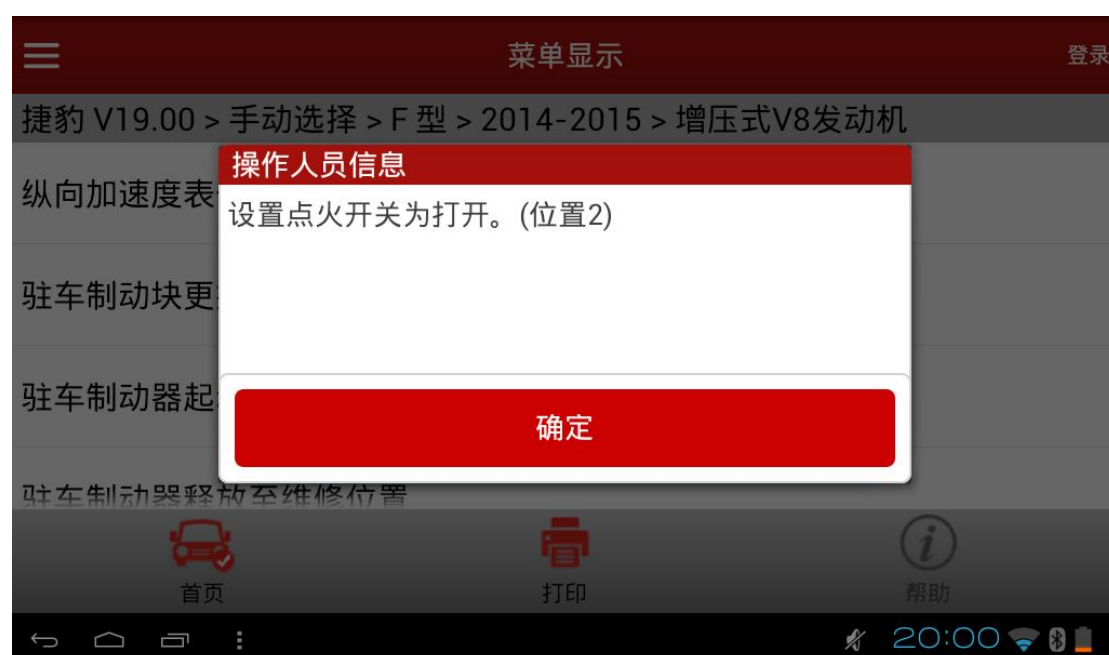 菜单显示
登录
捷豹 V19.00 > 手动选择 > F 型 > 2014-2015 > 增压式V8发动机
操作人员信息
纵向加速度表
设置点火开关为打开。(位置2)
驻车制动块更
驻车制动器起
确定
驻车制动器释放至维修位置
首页
打印
帮助
20:00